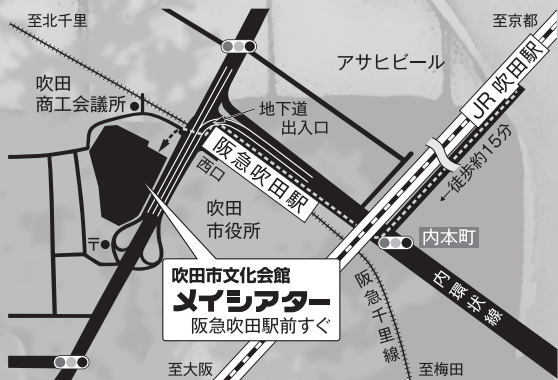 至北千里
至京都
アサヒビール
吹田
商工会議所
地下道
出入口
JR 吹田駅
徒歩約15分
阪急吹田駅
西口
吹田
市役所
〒
内本町
吹田市文化会館
メイシアター
阪急吹田駅前すぐ
内環状線
阪急千里線
至大阪
至梅田